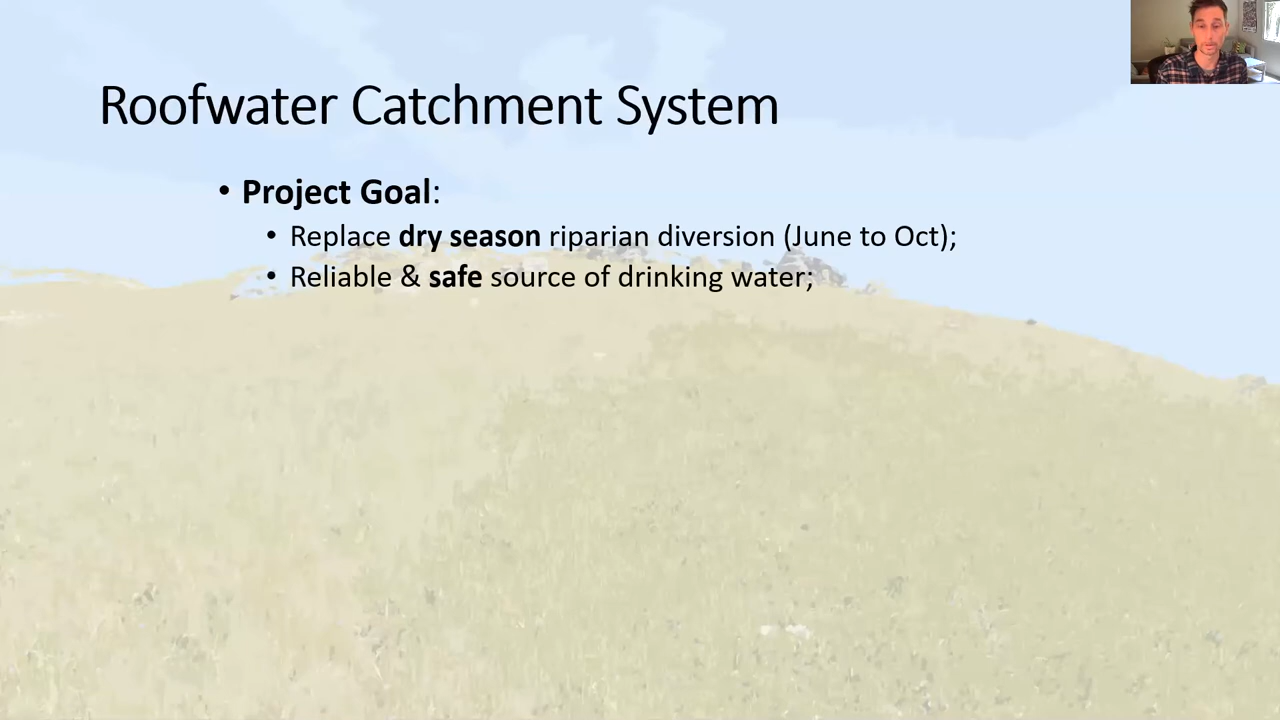 Roofwater Catchment System
• Project Goal:
• Replace dry season riparian diversion (June to Oct);
• Reliable & safe source of drinking water;